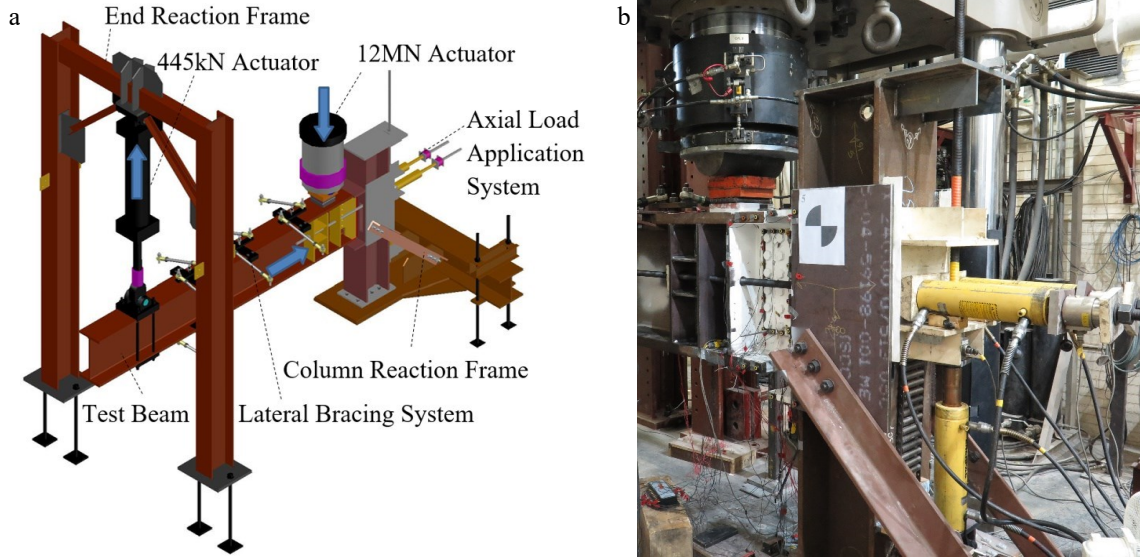 a
End Reaction Frame
445kN Actuator
12MN Actuator
Axial Load
Application
System
Column Reaction Frame
Test Beam
Lateral Bracing System
b
5